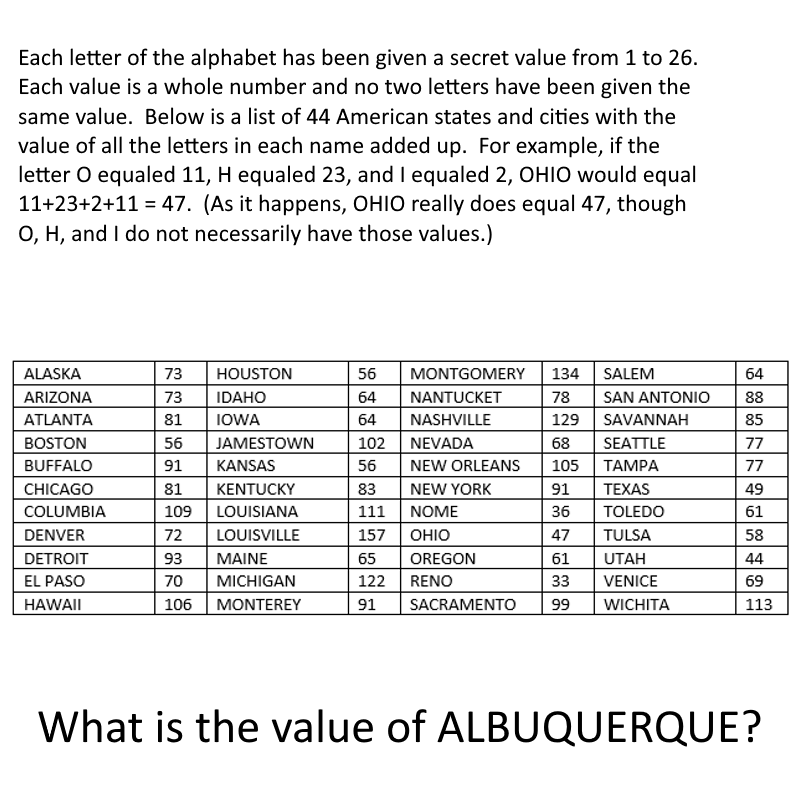 Each letter of the alphabet has been given a secret value from 1 to 26.
Each value is a whole number and no two letters have been given the
same value.  Below is a list of 44 American states and cities with the
value of all the letters in each name added up.  For example, if the
letter O equaled 11, H equaled 23, and I equaled 2, OHIO would equal
11+23+2+11 = 47.  (As it happens, OHIO really does equal 47, though
O, H, and I do not necessarily have those values.)
ALASKA 73 HOUSTON 56 MONTGOMERY 134 SALEM 64
ARIZONA 73 IDAHO 64 NANTUCKET 78 SAN ANTONIO 88
ATLANTA 81 IOWA 64 NASHVILLE 129 SAVANNAH 85
BOSTON 56 JAMESTOWN 102 NEVADA 68 SEATTLE 77
BUFFALO 91 KANSAS 56 NEW ORLEANS 105 TAMPA 77
CHICAGO 81 KENTUCKY 83 NEW YORK 91 TEXAS 49
COLUMBIA 109 LOUISIANA 111 NOME 36 TOLEDO 61
DENVER 72 LOUISVILLE 157 OHIO 47 TULSA 58
DETROIT 93 MAINE 65 OREGON 61 UTAH 44
EL PASO 70 MICHIGAN 122 RENO 33 VENICE 69
HAWAII 106 MONTEREY 91 SACRAMENTO 99 WICHITA 113
What is the value of ALBUQUERQUE?